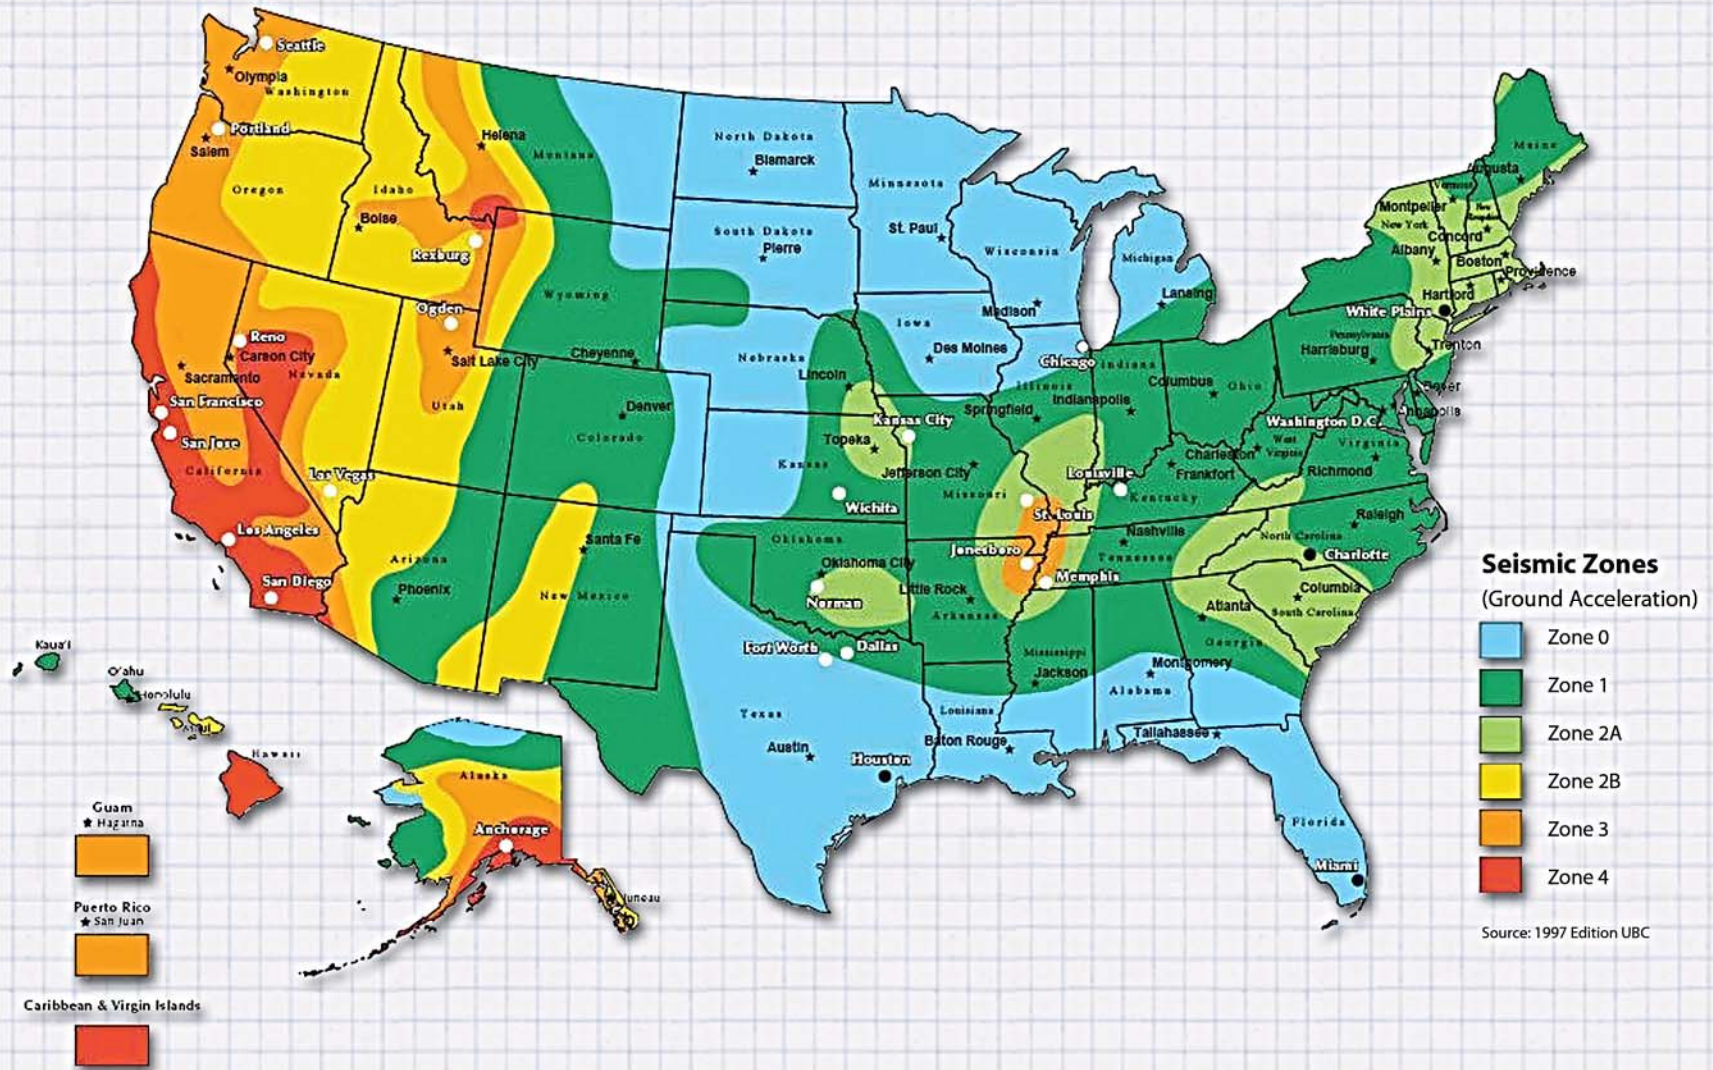 Seattle
Olympia
Washington
Portland
Salem
Oregon
Idaho
Boise
Rexburg
Helena
Montana
Ogden
Salt Lake City
Utah
Wyoming
Cheyenne
Reno
Carson City
Nevada
Sacramento
San Francisco
San Jose
California
Las Vegas
Los Angeles
San Diego
Arizona
Phoenix
Santa Fe
New Mexico
Denver
Colorado
North Dakota
Bismarck
South Dakota
Pierre
Nebraska
Lincoln
Kansas
Topeka
Wichita
Oklahoma
Oklahoma City
Norman
Fort Worth
Dallas
Texas
Austin
Houston
Minnesota
St. Paul
Wisconsin
Madison
Iowa
Des Moines
Michigan
Lansing
Chicago
Illinois
Springfield
Indiana
Indianapolis
Columbus
Ohio
Kansas City
Jefferson City
Missouri
St. Louis
Louisville
Frankfort
Kentucky
Jonesboro
Memphis
Nashville
Tennessee
Little Rock
Arkansas
Mississippi
Jackson
Louisiana
Baton Rouge
Montgomery
Alabama
Tallahassee
Atlanta
Georgia
Florida
Miami
Columbia
South Carolina
North Carolina
Charlotte
Raleigh
Charleston
West
Virginia
Virginia
Richmond
Washington D.C.
Annapolis
Dover
Pennsylvania
Harrisburg
Trenton
White Plains
New York
Albany
Hartford
Providence
Boston
Concord
New
Hampshire
Montpelier
Vermont
Augusta
Maine
Kaua'i
O'ahu
Honolulu
Maui
Hawaii
Alaska
Anchorage
Juneau
Guam
Hagatna
Puerto Rico
San Juan
Caribbean & Virgin Islands
Seismic Zones
(Ground Acceleration)
Zone 0
Zone 1
Zone 2A
Zone 2B
Zone 3
Zone 4
Source: 1997 Edition UBC